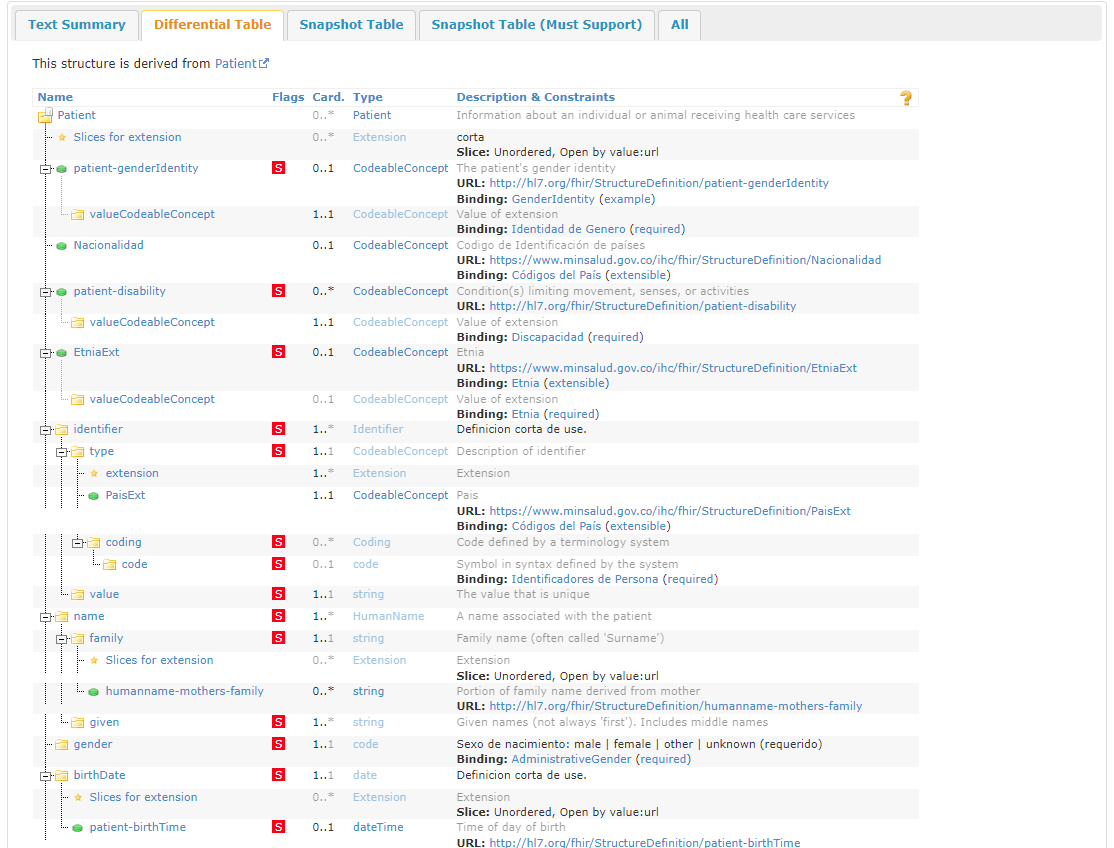 Text Summary Differential Table Snapshot Table Snapshot Table (Must Support) All
This structure is derived from Patient
Name Flags Card. Type Description & Constraints ?
Patient 0..* Patient Information about an individual or animal receiving health care services
Slices for extension 0..* Extension corta
Slice: Unordered, Open by value:url
patient-genderIdentity S 0..1 CodeableConcept The patient's gender identity
URL: http://hl7.org/fhir/StructureDefinition/patient-genderIdentity
Binding: GenderIdentity (example)
valueCodeableConcept 1..1 CodeableConcept Value of extension
Binding: Identidad de Genero (required)
Nacionalidad 0..1 CodeableConcept Codigo de Identificación de países
URL: https://www.minsalud.gov.co/ihc/fhir/StructureDefinition/Nacionalidad
Binding: Códigos del País (extensible)
patient-disability S 0..* CodeableConcept Condition(s) limiting movement, senses, or activities
URL: http://hl7.org/fhir/StructureDefinition/patient-disability
valueCodeableConcept 1..1 CodeableConcept Value of extension
Binding: Discapacidad (required)
EtniaExt S 0..1 CodeableConcept Etnia
URL: https://www.minsalud.gov.co/ihc/fhir/StructureDefinition/EtniaExt
Binding: Etnia (extensible)
valueCodeableConcept 0..1 CodeableConcept Value of extension
Binding: Etnia (required)
identifier S 1..* Identifier Definicion corta de use.
type S 1..1 CodeableConcept Description of identifier
extension 1..* Extension Extension
PaisExt 1..1 CodeableConcept Pais
URL: https://www.minsalud.gov.co/ihc/fhir/StructureDefinition/PaisExt
Binding: Códigos del País (extensible)
coding S 0..* Coding Code defined by a terminology system
code S 0..1 code Symbol in syntax defined by the system
Binding: Identificadores de Persona (required)
value S 1..1 string The value that is unique
name S 1..* HumanName A name associated with the patient
family S 1..1 string Family name (often called 'Surname')
Slices for extension 0..* Extension Extension
Slice: Unordered, Open by value:url
humanname-mothers-family 0..* string Portion of family name derived from mother
URL: http://hl7.org/fhir/StructureDefinition/humanname-mothers-family
given S 1..* string Given names (not always 'first'). Includes middle names
gender S 1..1 code Sexo de nacimiento: male | female | other | unknown (requerido)
Binding: AdministrativeGender (required)
birthDate S 1..1 date Definicion corta de use.
Slices for extension 0..* Extension Extension
Slice: Unordered, Open by value:url
patient-birthTime S 0..1 dateTime Time of day of birth
URL: http://hl7.org/fhir/StructureDefinition/patient-birthTime